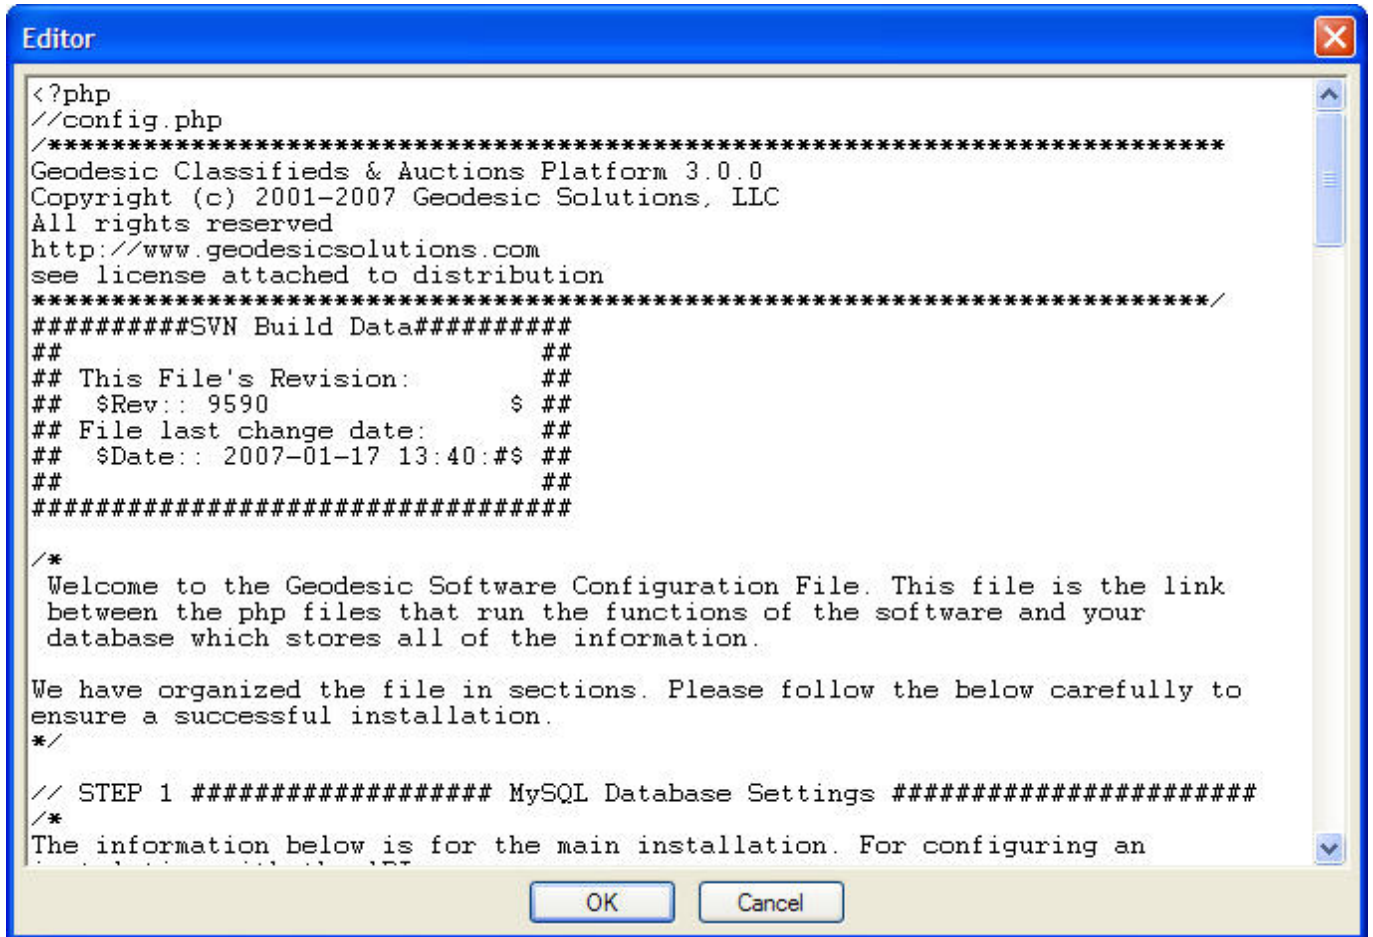 Editor
<?php
//config.php
/**************************************************************************
Geodesic Classifieds & Auctions Platform 3.0.0
Copyright (c) 2001-2007 Geodesic Solutions, LLC
All rights reserved
http://www.geodesicsolutions.com
see license attached to distribution
**************************************************************************/
##########SVN Build Data##########
##                              ##
## This File's Revision:        ##
##  $Rev:: 9590               $ ##
## File last change date:       ##
##  $Date:: 2007-01-17 13:40:#$ ##
##                              ##
##################################
/*
Welcome to the Geodesic Software Configuration File. This file is the link
between the php files that run the functions of the software and your
database which stores all of the information.
We have organized the file in sections. Please follow the below carefully to
ensure a successful installation.
*/
// STEP 1 ################### MySQL Database Settings #######################
/*
The information below is for the main installation. For configuring an
OK
Cancel